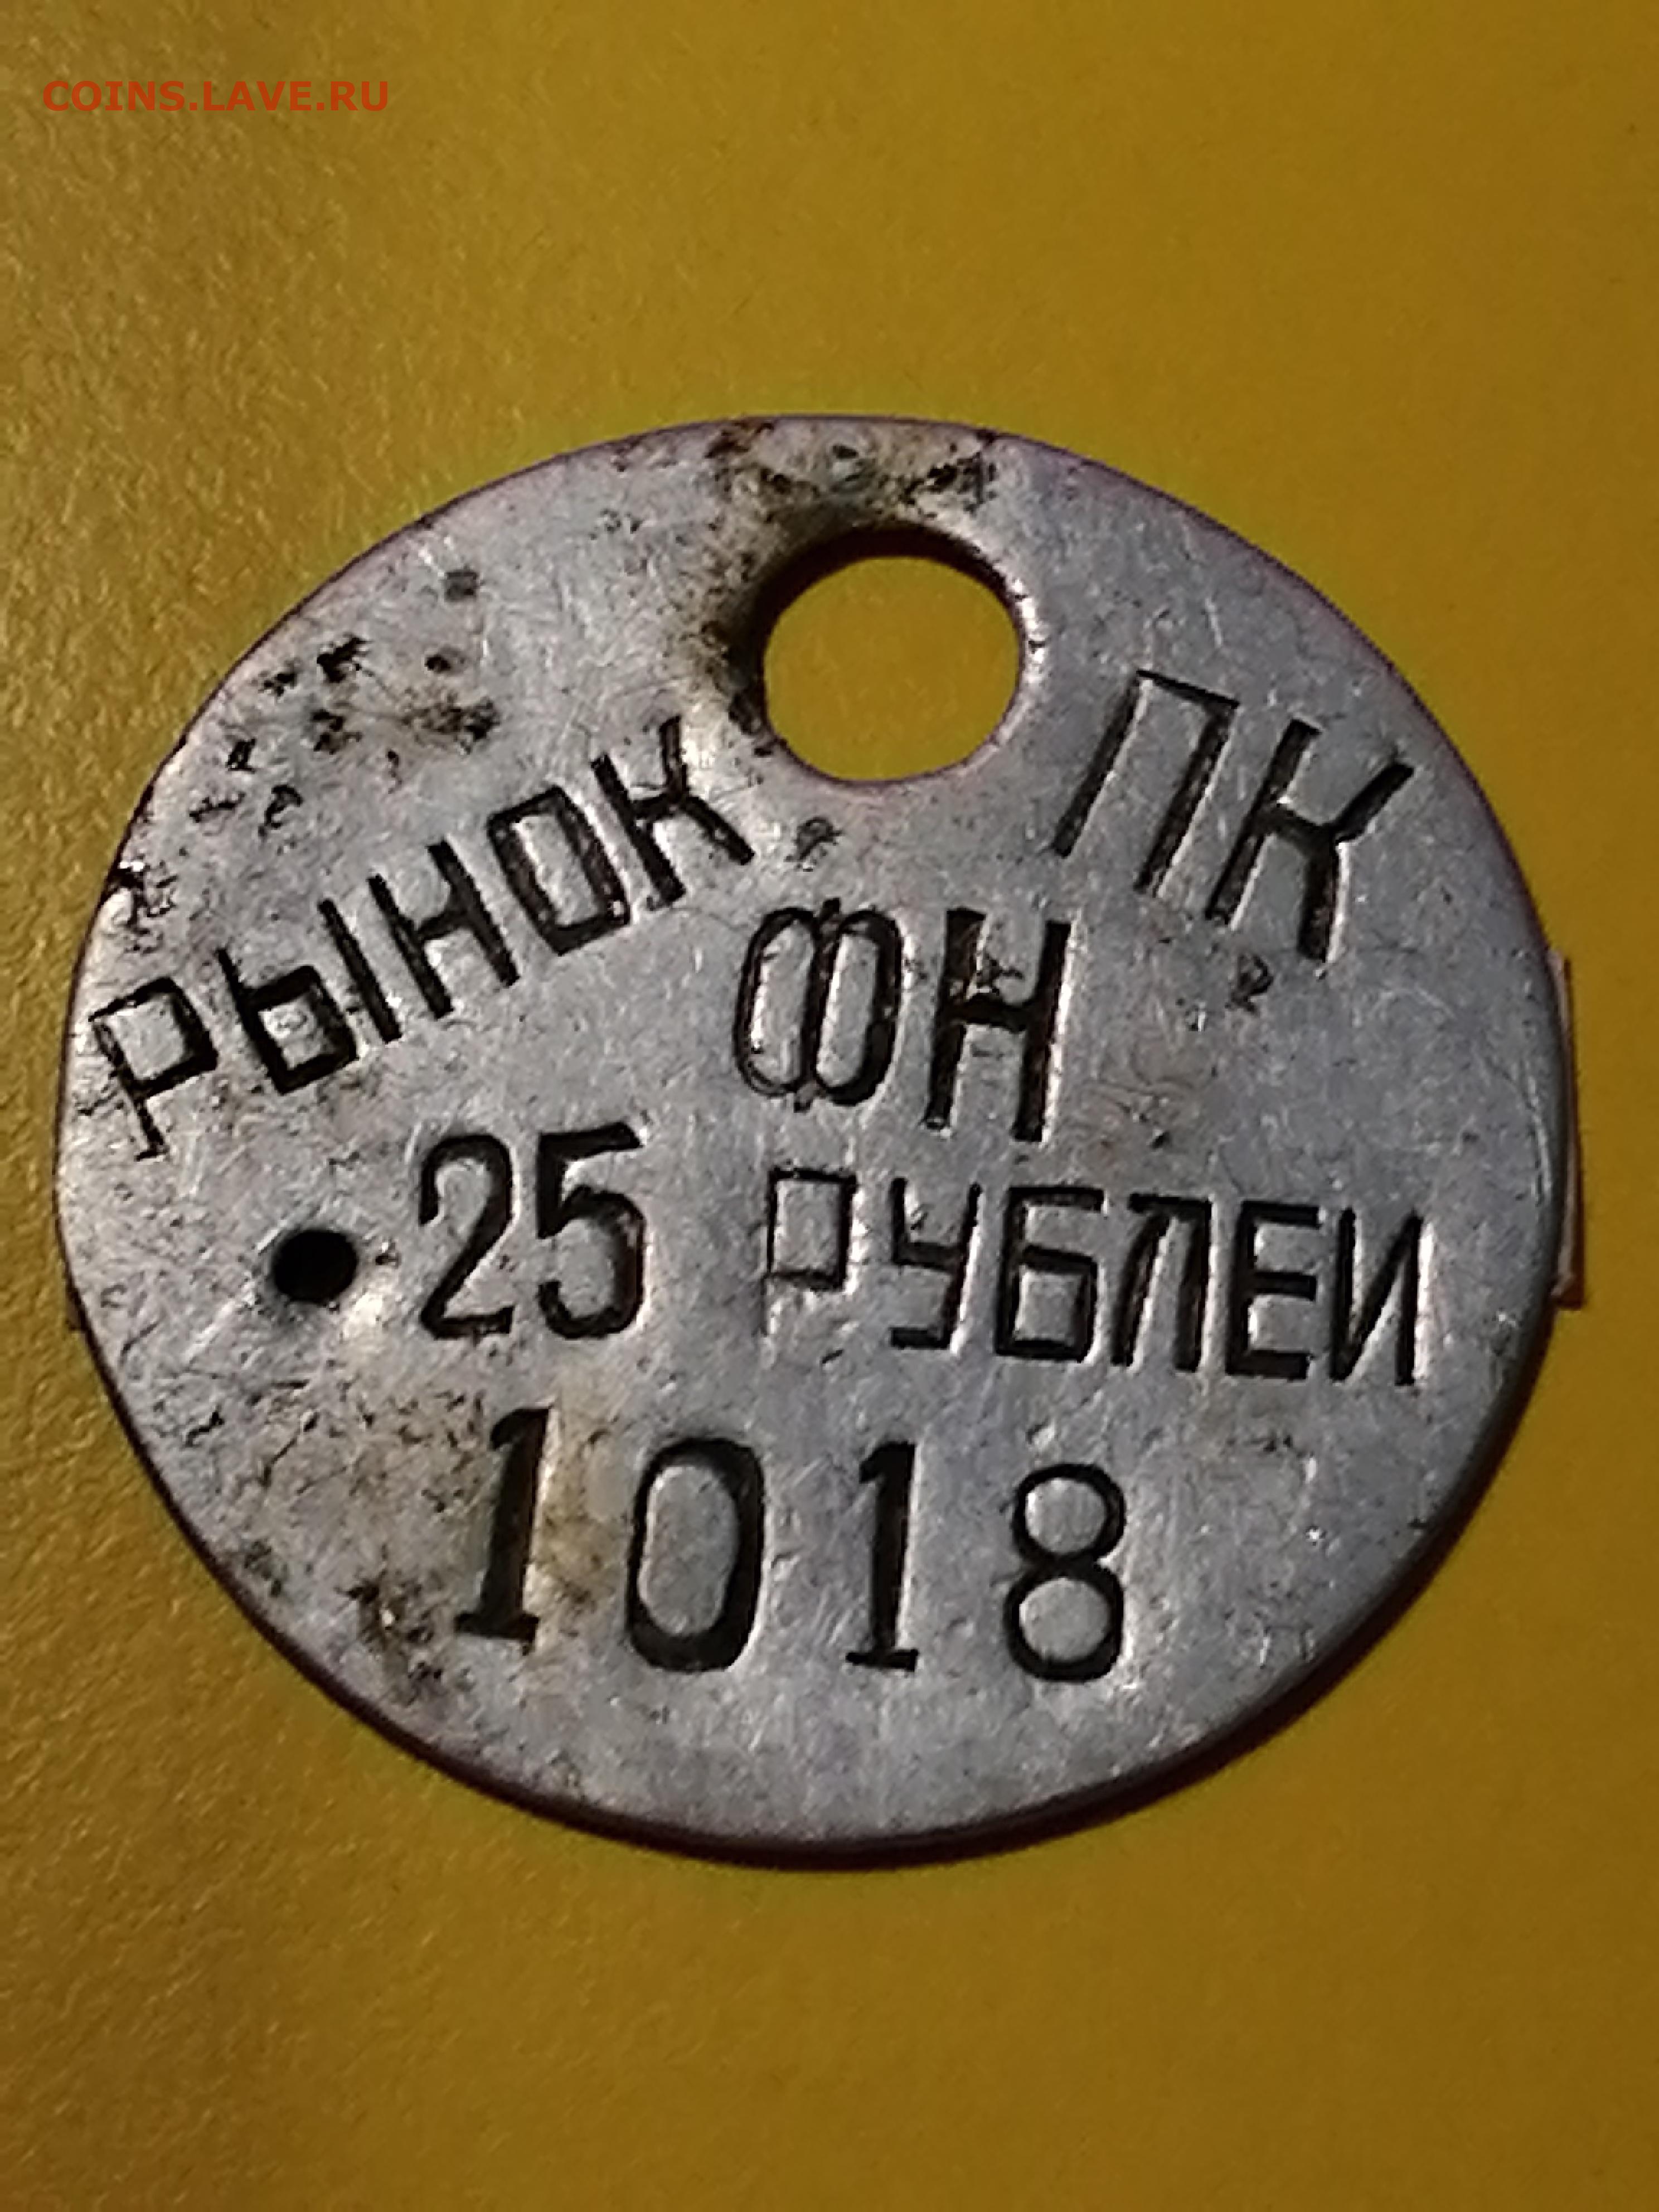 COINS.LAVE.RU
РЫНОК ПК
ФН
25 РУБЛЕЙ
1018